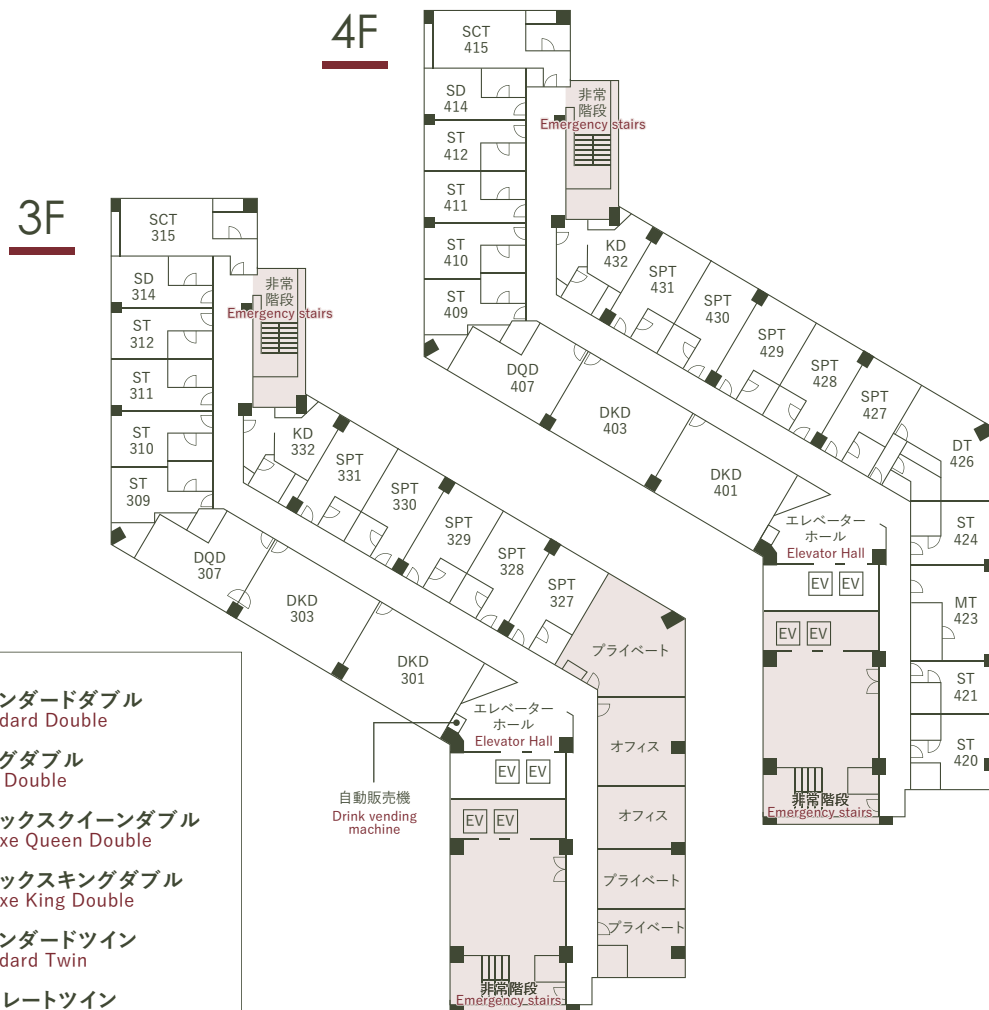 4F
SCT
415
SD
414
ST
412
ST
411
ST
410
ST
409
非常
階段
Emergency stairs
KD
432
SPT
431
SPT
430
SPT
429
SPT
428
SPT
427
DT
426
DQD
407
DKD
403
DKD
401
エレベーター
ホール
Elevator Hall
EV EV
EV EV
ST
424
MT
423
ST
421
ST
420
非常階段
Emergency stairs
3F
SCT
315
SD
314
ST
312
ST
311
ST
310
ST
309
非常
階段
Emergency stairs
KD
332
SPT
331
SPT
330
SPT
329
SPT
328
SPT
327
DQD
307
DKD
303
DKD
301
プライベート
エレベーター
ホール
Elevator Hall
オフィス
EV EV
自動販売機
Drink vending
machine
EV EV
オフィス
プライベート
プライベート
非常階段
Emergency stairs
ンダードダブル
dard Double
グダブル
Double
ックスクイーンダブル
xe Queen Double
ックスキングダブル
xe King Double
ンダードツイン
dard Twin
レートツイン